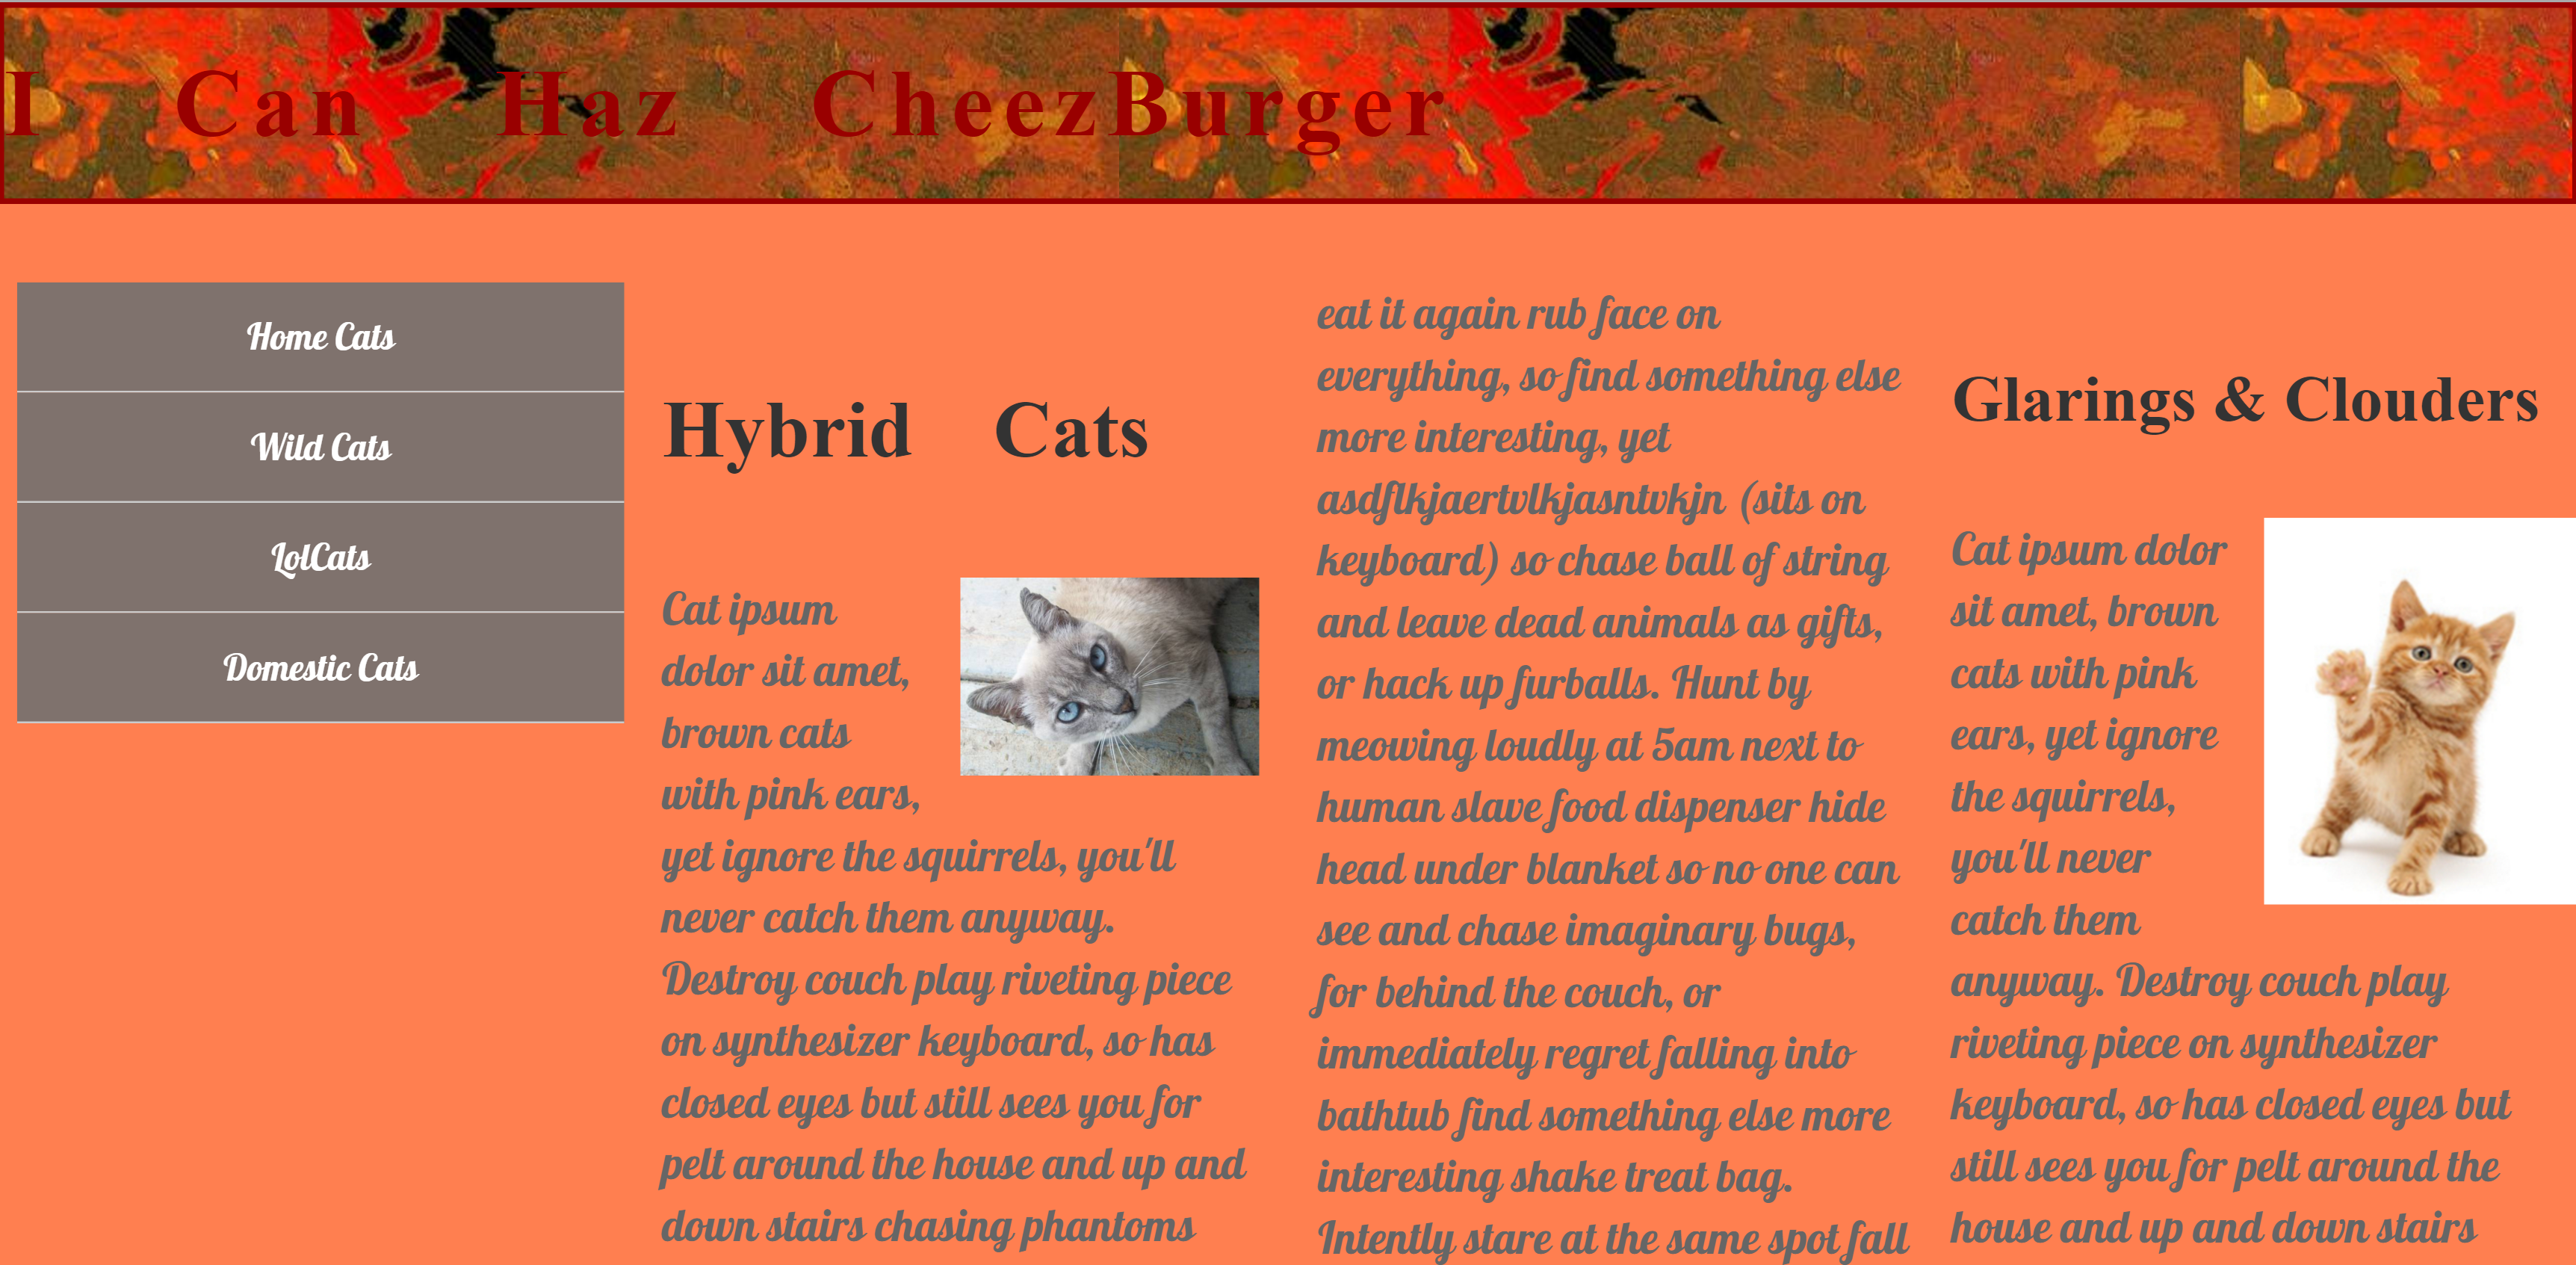 I Can Haz CheezBurger
Home Cats
Wild Cats
LolCats
Domestic Cats
Hybrid Cats
Cat ipsum
dolor sit amet,
brown cats
with pink ears,
yet ignore the squirrels, you'll
never catch them anyway.
Destroy couch play riveting piece
on synthesizer keyboard, so has
closed eyes but still sees you for
pelt around the house and up and
down stairs chasing phantoms
eat it again rub face on
everything, so find something else
more interesting, yet
asdflkjaertvlkjasntvkjn (sits on
keyboard) so chase ball of string
and leave dead animals as gifts,
or hack up furballs. Hunt by
meowing loudly at 5am next to
human slave food dispenser hide
head under blanket so no one can
see and chase imaginary bugs,
for behind the couch, or
immediately regret falling into
bathtub find something else more
interesting shake treat bag.
Intently stare at the same spot fall
Glarings & Clouders
Cat ipsum dolor
sit amet, brown
cats with pink
ears, yet ignore
the squirrels,
you'll never
catch them
anyway. Destroy couch play
riveting piece on synthesizer
keyboard, so has closed eyes but
still sees you for pelt around the
house and up and down stairs